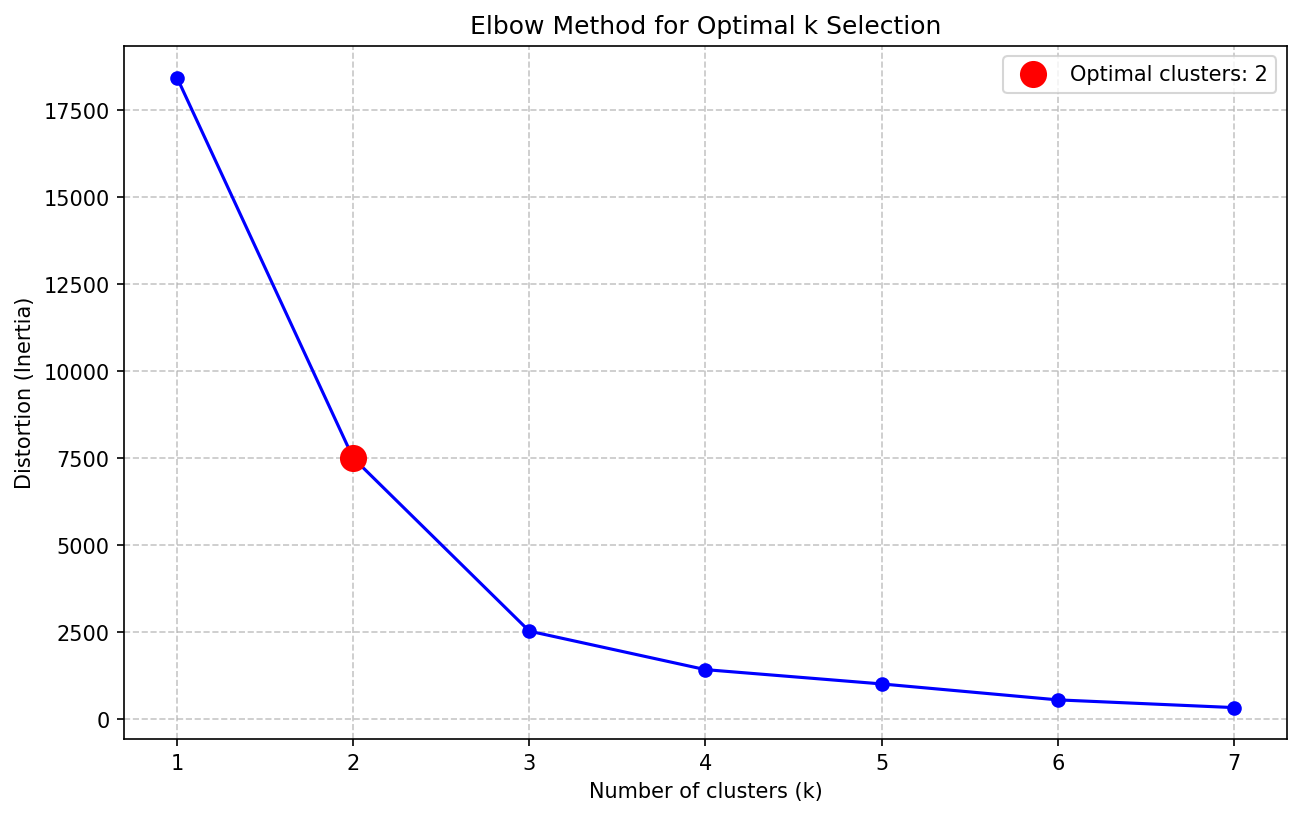 Elbow Method for Optimal k Selection
Optimal clusters: 2
Distortion (Inertia)
17500
15000
12500
10000
7500
5000
2500
0
1 2 3 4 5 6 7
Number of clusters (k)